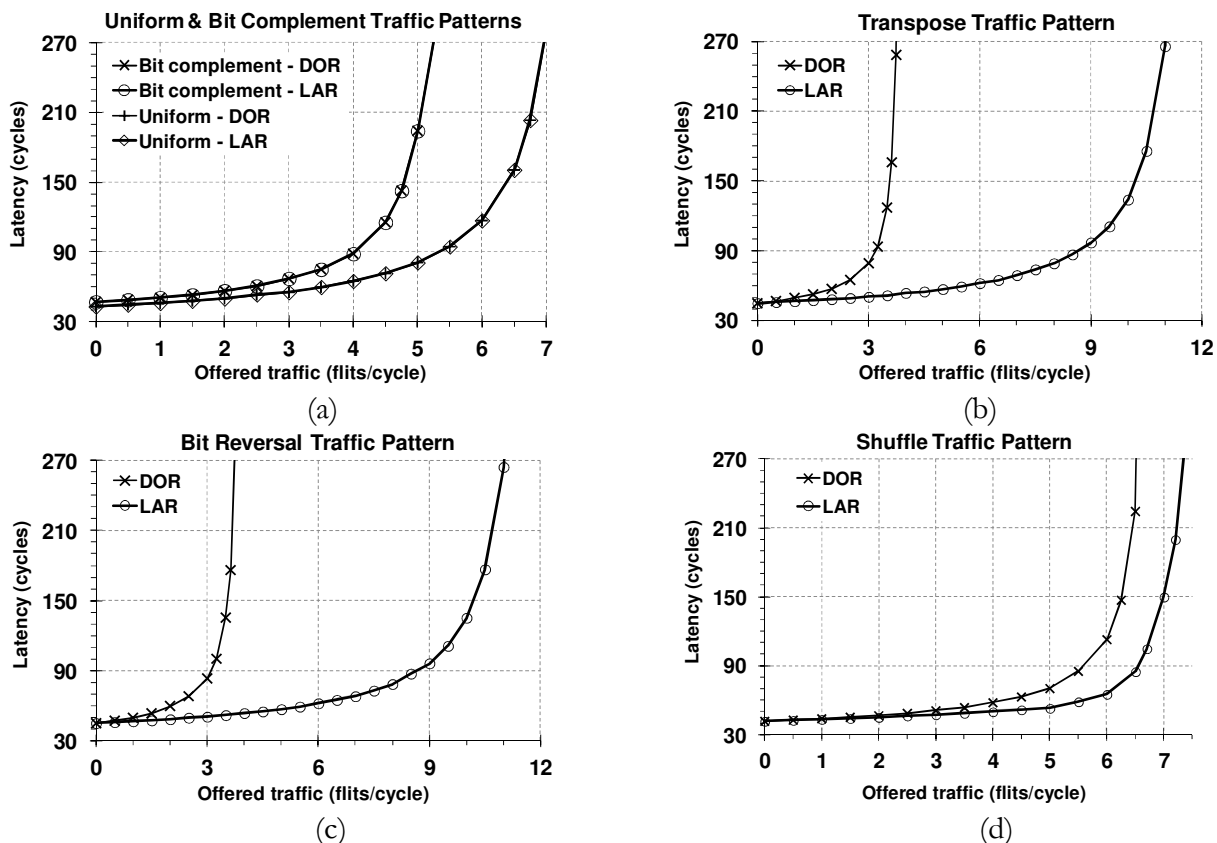 Uniform & Bit Complement Traffic Patterns
270
210
150
90
30
Latency (cycles)
Bit complement - DOR
Bit complement - LAR
Uniform - DOR
Uniform - LAR
0 1 2 3 4 5 6 7
Offered traffic (flits/cycle)
(a)
Transpose Traffic Pattern
270
210
150
90
30
Latency (cycles)
DOR
LAR
0 3 6 9 12
Offered traffic (flits/cycle)
(b)
Bit Reversal Traffic Pattern
270
210
150
90
30
Latency (cycles)
DOR
LAR
0 3 6 9 12
Offered traffic (flits/cycle)
(c)
Shuffle Traffic Pattern
270
210
150
90
30
Latency (cycles)
DOR
LAR
0 1 2 3 4 5 6 7
Offered traffic (flits/cycle)
(d)